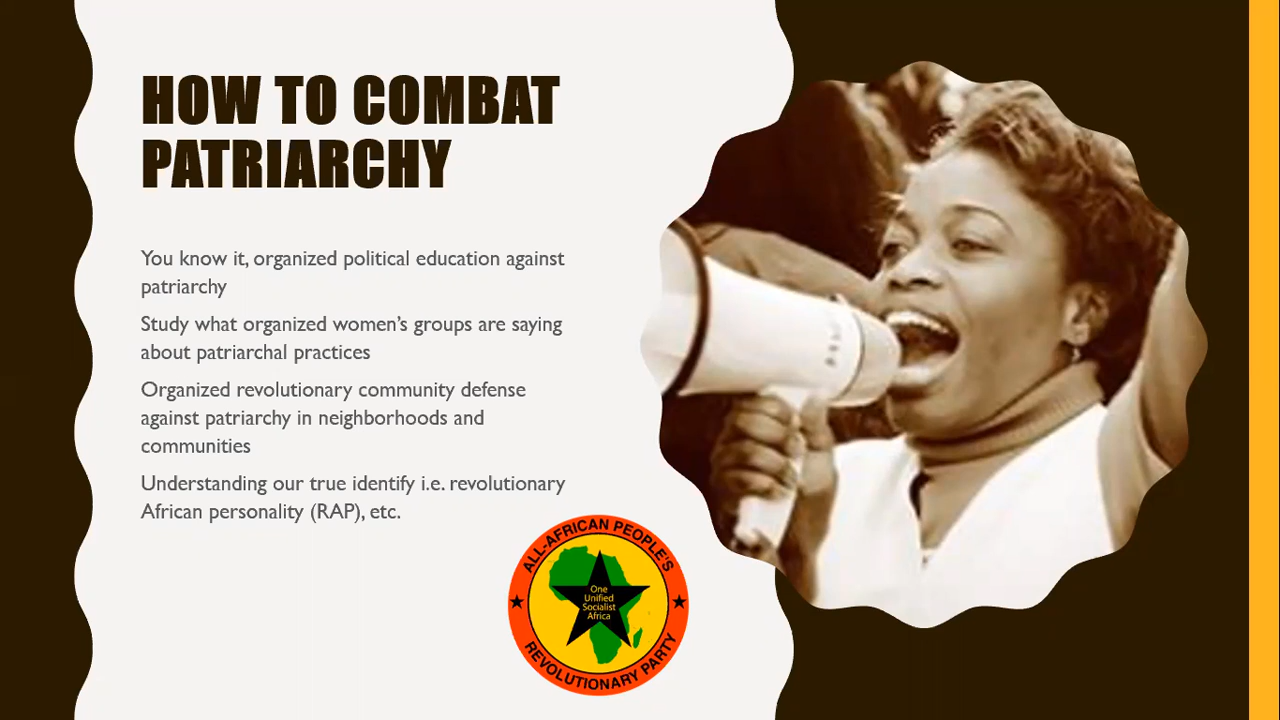 HOW TO COMBAT
PATRIARCHY
You know it, organized political education against
patriarchy
Study what organized women's groups are saying
about patriarchal practices
Organized revolutionary community defense
against patriarchy in neighborhoods and
communities
Understanding our true identify i.e. revolutionary
African personality (RAP), etc.
ALL-AFRICAN PEOPLE'S
One
Unified
Socialist
Africa
REVOLUTIONARY PARTY